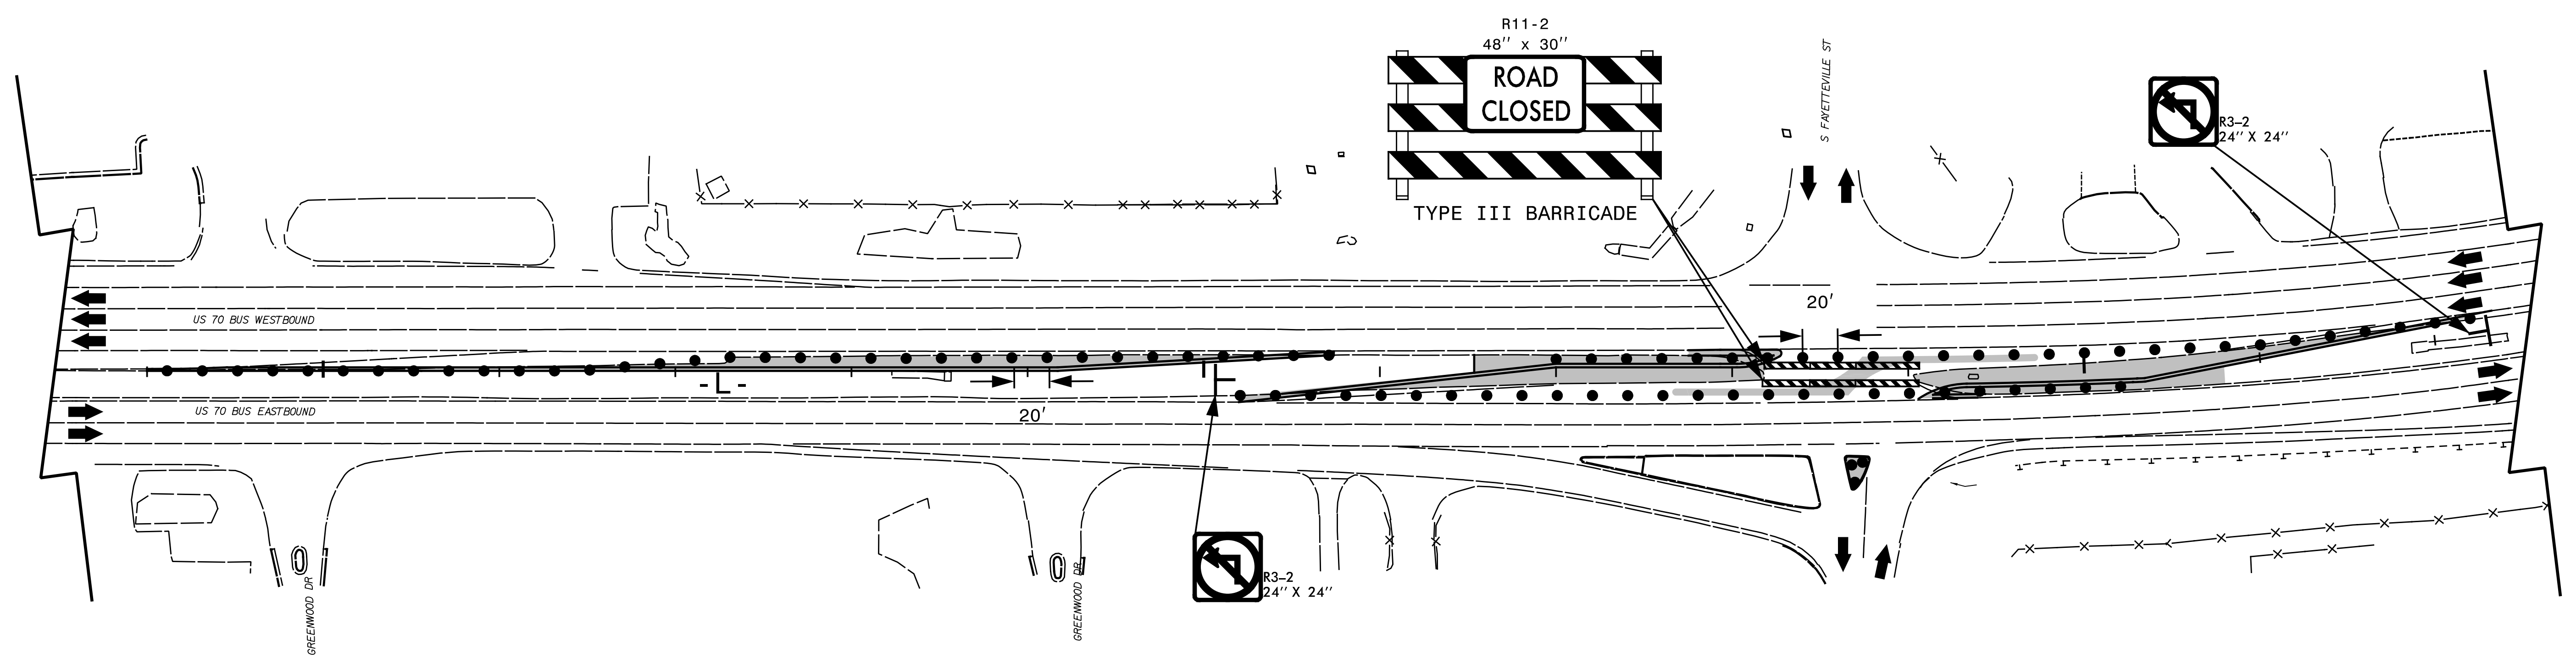 R11-2
48'' x 30''
ROAD
CLOSED
TYPE III BARRICADE
S FAYETTEVILLE ST
R3-2
24'' X 24''
20'
US 70 BUS WESTBOUND
-L-
20'
US 70 BUS EASTBOUND
R3-2
24'' X 24''
GREENWOOD DR
GREENWOOD DR